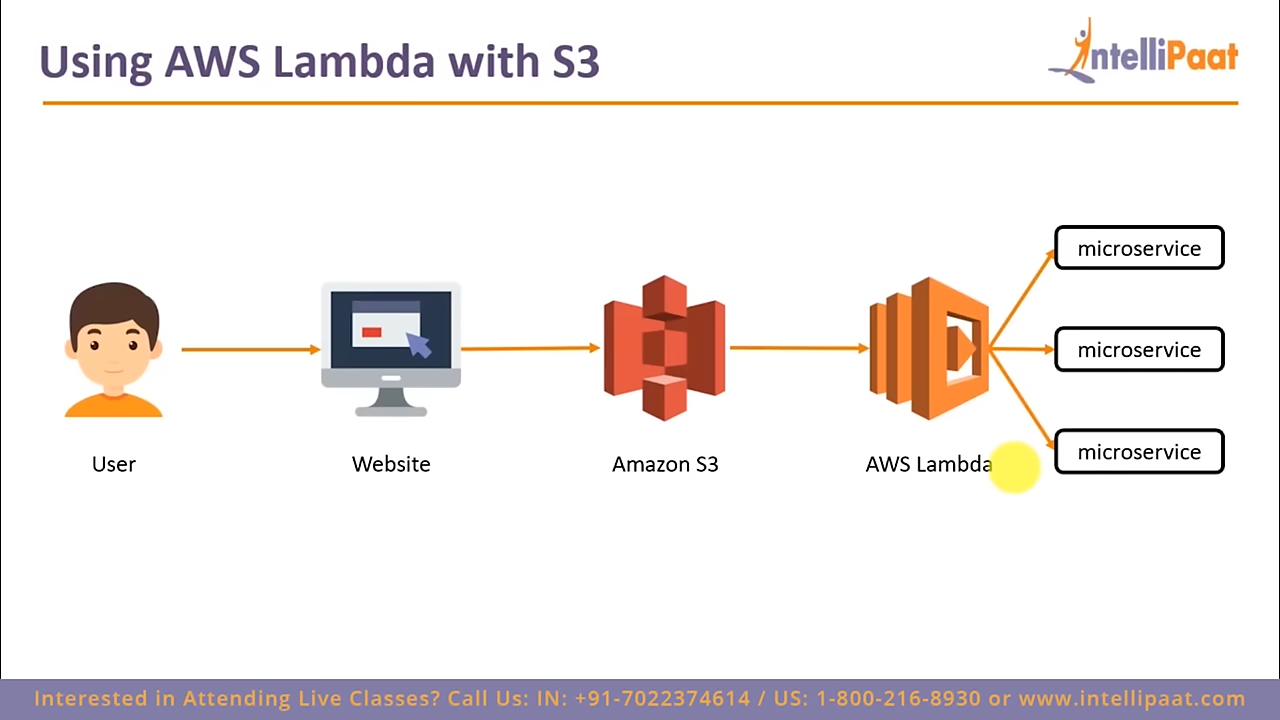 Using AWS Lambda with S3
IntelliPaat
microservice
microservice
microservice
User
Website
Amazon S3
AWS Lambda
Interested in Attending Live Classes? Call Us: IN: +91-7022374614 / US: 1-800-216-8930 or www.intellipaat.com